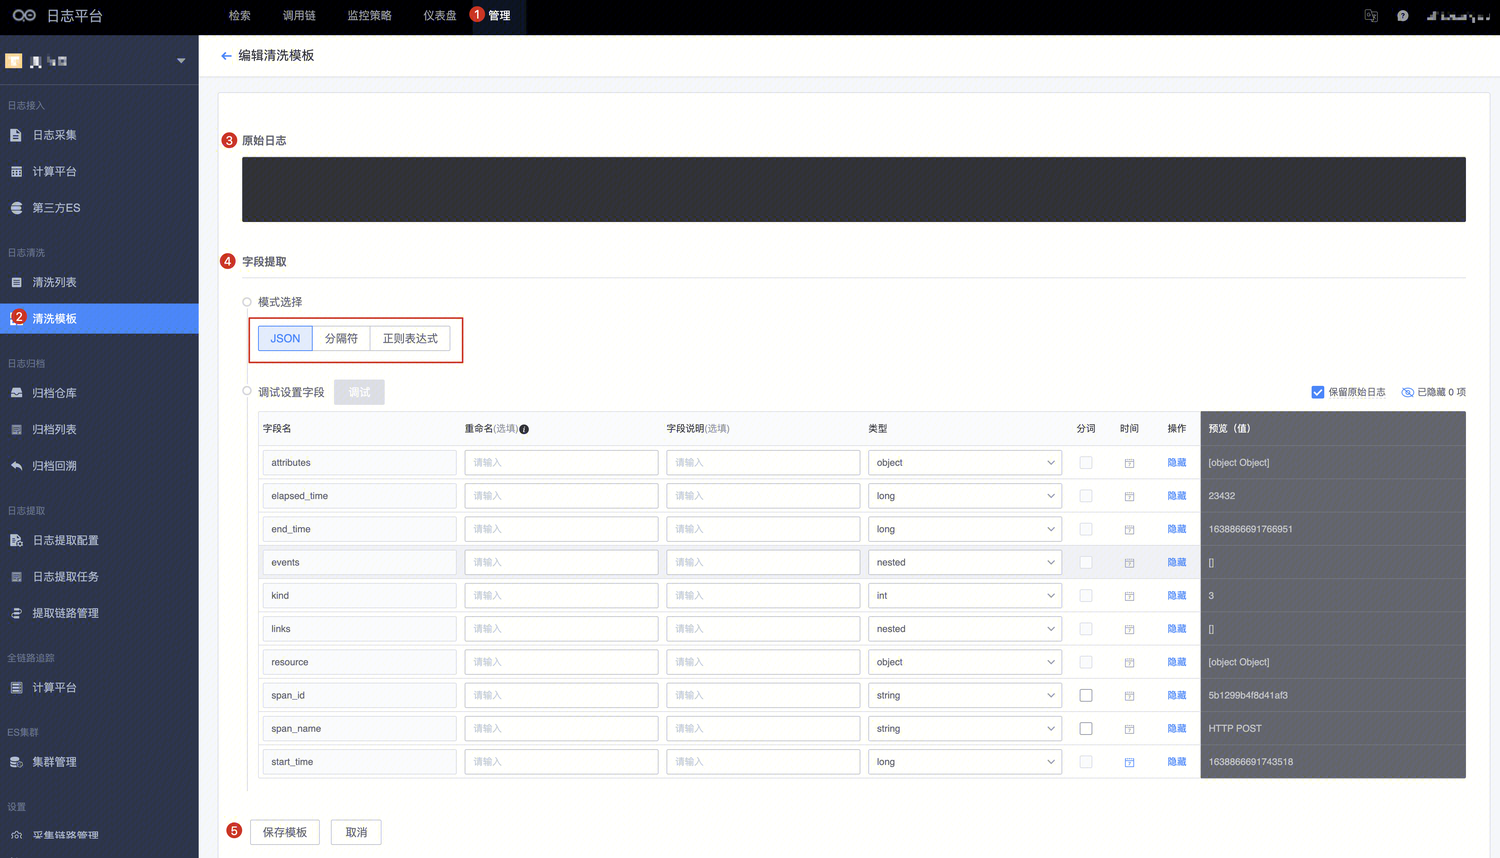 日志平台 检索 调用链 监控策略 仪表盘 1 管理
编辑清洗模板
日志接入
日志采集
计算平台
第三方ES
日志清洗
清洗列表
2 清洗模板
日志归档
归档仓库
归档列表
归档回溯
日志提取
日志提取配置
日志提取任务
提取链路管理
全链路追踪
计算平台
ES集群
集群管理
设置
采集链路管理
3 原始日志
4 字段提取
模式选择
JSON 分隔符 正则表达式
调试设置字段 调试 保留原始日志 已隐藏 0 项
字段名 重命名(选填) 字段说明(选填) 类型 分词 时间 操作 预览（值）
attributes 请输入 请输入 object 隐藏 [object Object]
elapsed_time 请输入 请输入 long 隐藏 23432
end_time 请输入 请输入 long 隐藏 1638866691766951
events 请输入 请输入 nested 隐藏 []
kind 请输入 请输入 int 隐藏 3
links 请输入 请输入 nested 隐藏 []
resource 请输入 请输入 object 隐藏 [object Object]
span_id 请输入 请输入 string 隐藏 5b1299b4f8d41af3
span_name 请输入 请输入 string 隐藏 HTTP POST
start_time 请输入 请输入 long 隐藏 1638866691743518
5 保存模板 取消